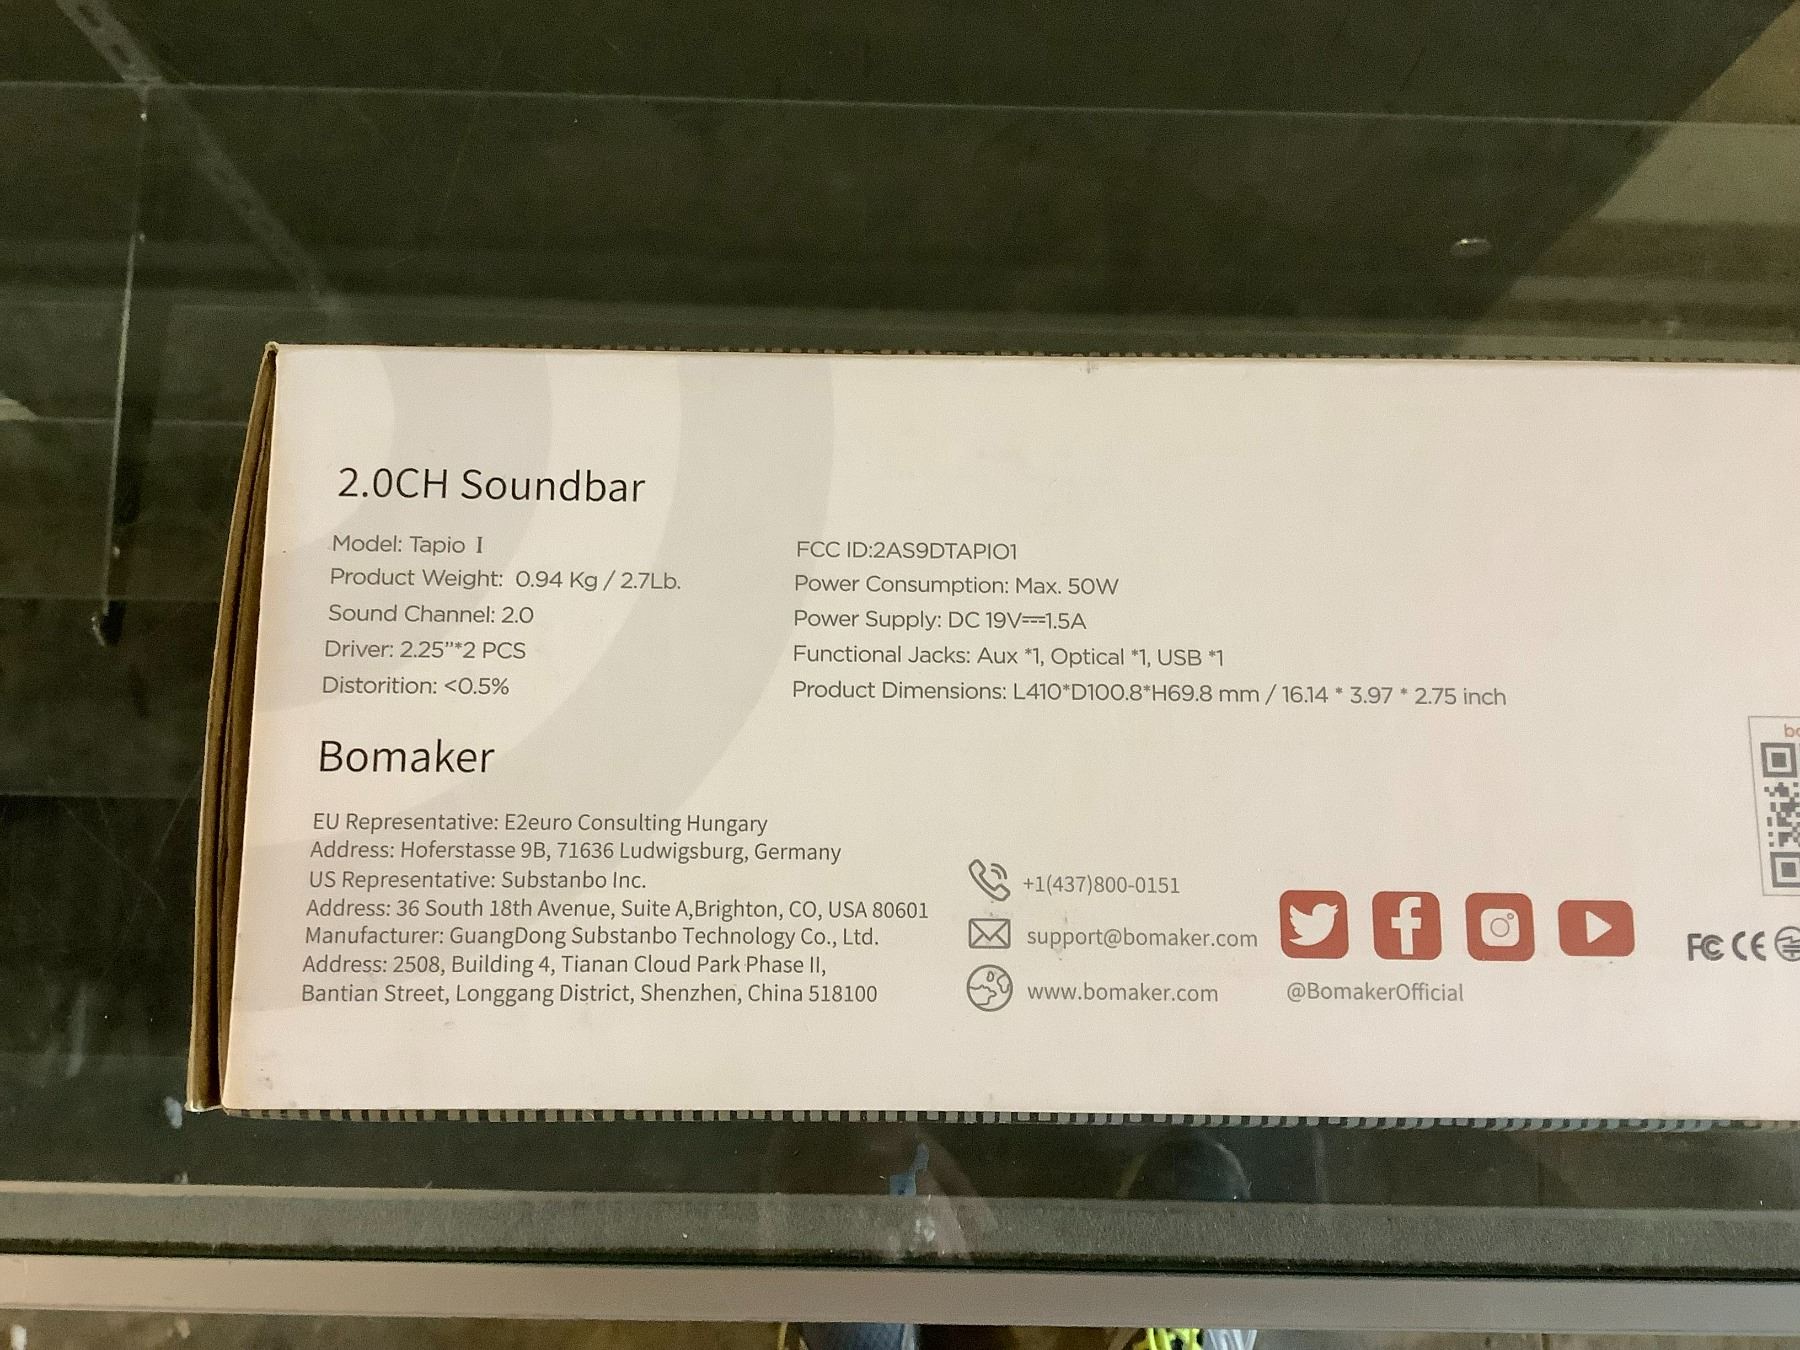 2.0CH Soundbar
Model: Tapio I
Product Weight: 0.94 Kg / 2.7Lb.
Sound Channel: 2.0
Driver: 2.25"*2 PCS
Distorition: <0.5%
FCC ID:2AS9DTAPIO1
Power Consumption: Max. 50W
Power Supply: DC 19V⎓1.5A
Functional Jacks: Aux *1, Optical *1, USB *1
Product Dimensions: L410*D100.8*H69.8 mm / 16.14 * 3.97 * 2.75 inch
Bomaker
EU Representative: E2euro Consulting Hungary
Address: Hoferstasse 9B, 71636 Ludwigsburg, Germany
US Representative: Substanbo Inc.
Address: 36 South 18th Avenue, Suite A,Brighton, CO, USA 80601
Manufacturer: GuangDong Substanbo Technology Co., Ltd.
Address: 2508, Building 4, Tianan Cloud Park Phase II,
Bantian Street, Longgang District, Shenzhen, China 518100
+1(437)800-0151
support@bomaker.com
www.bomaker.com
@BomakerOfficial
FC CE